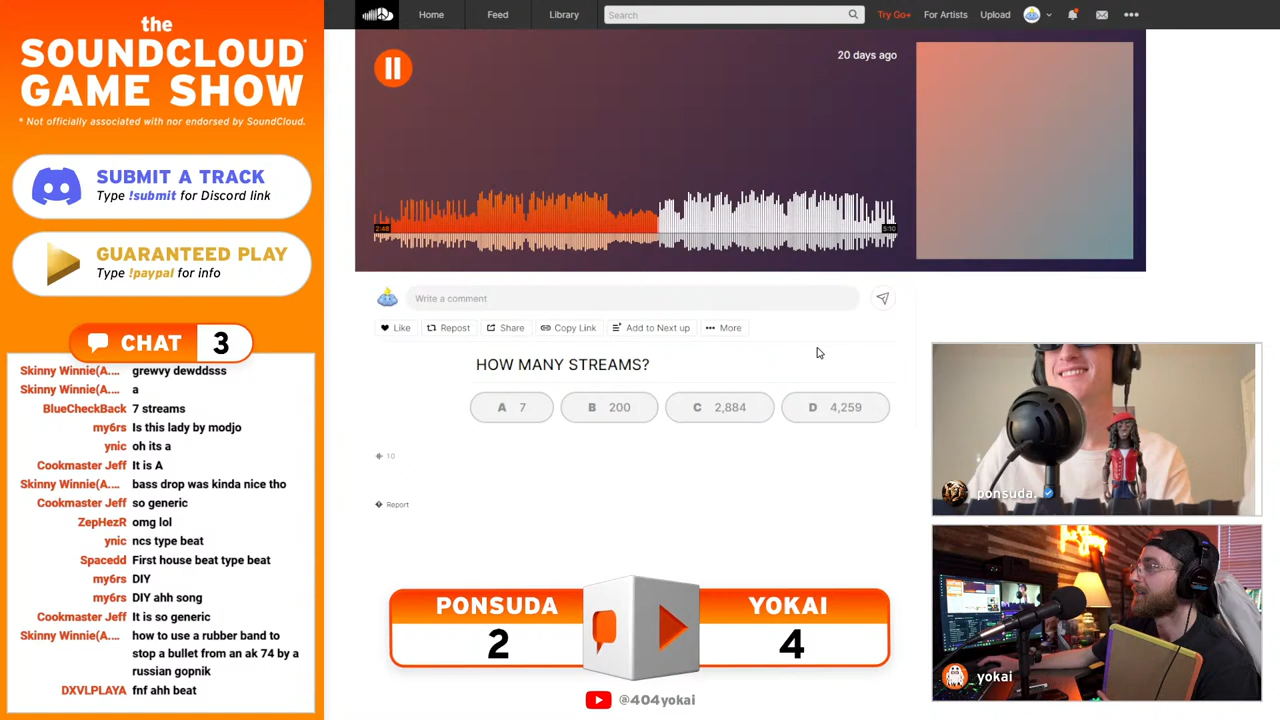 the
SOUNDCLOUD
GAME SHOW
* Not officially associated with nor endorsed by SoundCloud.
SUBMIT A TRACK
Type !submit for Discord link
GUARANTEED PLAY
Type !paypal for info
CHAT 3
Skinny Winnie(A.... grewvy dewddsss
Skinny Winnie(A.... a
BlueCheckBack 7 streams
my6rs Is this lady by modjo
ynic oh its a
Cookmaster Jeff It is A
Skinny Winnie(A.... bass drop was kinda nice tho
Cookmaster Jeff so generic
ZepHezR omg lol
ynic ncs type beat
Spacedd First house beat type beat
my6rs DIY
my6rs DIY ahh song
Cookmaster Jeff It is so generic
Skinny Winnie(A.... how to use a rubber band to
stop a bullet from an ak 74 by a
russian gopnik
DXVLPLAYA fnf ahh beat
Home Feed Library Search Try Go+ For Artists Upload
20 days ago
2:48 5:10
Write a comment
Like Repost Share Copy Link Add to Next up More
HOW MANY STREAMS?
A 7 B 200 C 2,884 D 4,259
10
Report
ponsuda.
yokai
PONSUDA
2
YOKAI
4
@404yokai